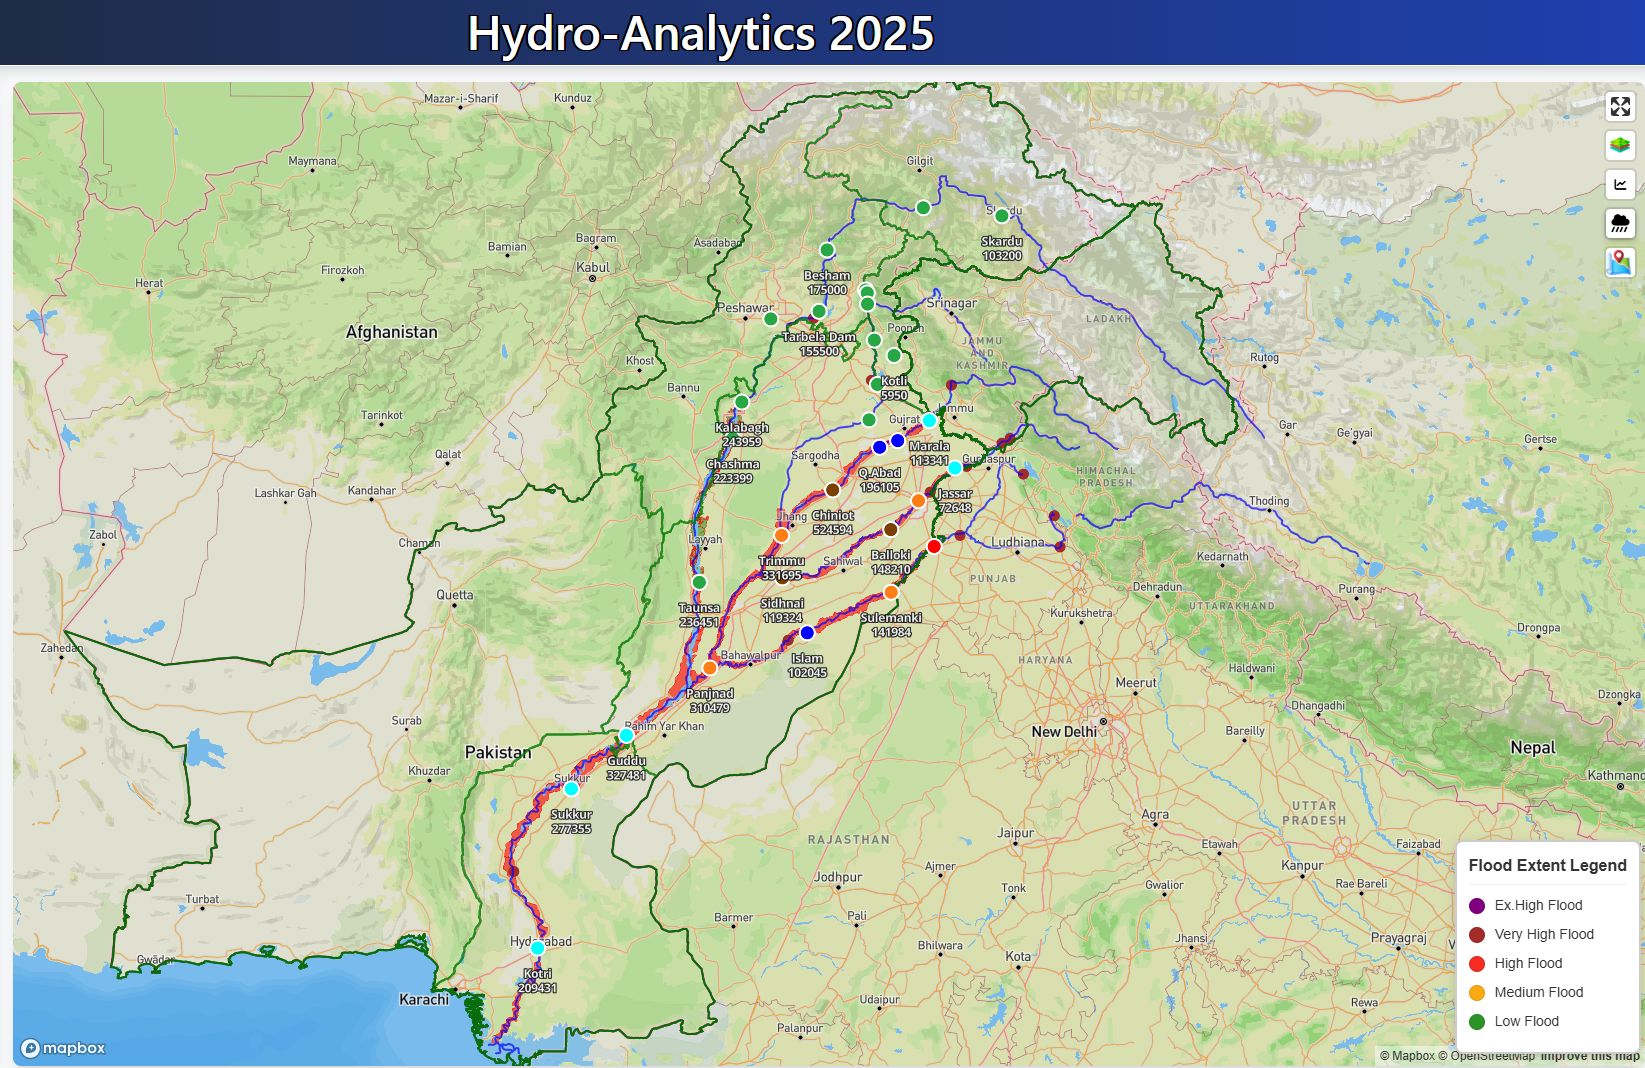 Hydro-Analytics 2025
Mazar-i-Sharif
Kunduz
Maymana
Gilgit
Skardu
Skardu
103200
Asadabad
Bagram
Bamian
Kabul
Firozkoh
Herat
Besham
175000
Peshawar
Srinagar
LADAKH
Afghanistan
Tarbela Dam
155500
Poonch
JAMMU
AND
KASHMIR
Rutog
Khost
Bannu
Kotli
5950
Tarinkot
Gujrat
Jammu
Kalabagh
243959
Marala
113341
Gar
Ge'gyai
Gertse
Qalat
Sargodha
Chashma
223399
Gurdaspur
Q.Abad
196105
HIMACHAL
PRADESH
Lashkar Gah
Kandahar
Jassar
72648
Thoding
Jhang
Chiniot
524594
Zabol
Chaman
Layyah
Trimmu
331695
Sahiwal
Balloki
148210
Ludhiana
Kedarnath
PUNJAB
Dehradun
Purang
Quetta
Taunsa
236451
Sidhnai
119324
Sulemanki
141984
Kurukshetra
UTTARAKHAND
Drongpa
Zahedan
Bahawalpur
Islam
102045
HARYANA
Haldwani
Meerut
Panjnad
310479
Dzongka
Dhangadhi
Surab
Rahim Yar Khan
New Delhi
Bareilly
Pakistan
Guddu
327481
Nepal
Khuzdar
Sukkur
Sukkur
277355
UTTAR
PRADESH
Agra
RAJASTHAN
Jaipur
Etawah
Faizabad
Jodhpur
Ajmer
Kanpur
Tonk
Gwalior
Rae Bareli
Turbat
Barmer
Pali
Hyderabad
Bhilwara
Jhansi
Prayagraj
Gwādar
Kota
Kotri
209431
Karachi
Udaipur
Rewa
Palanpur
Flood Extent Legend
Ex.High Flood
Very High Flood
High Flood
Medium Flood
Low Flood
mapbox
© Mapbox © OpenStreetMap Improve this map